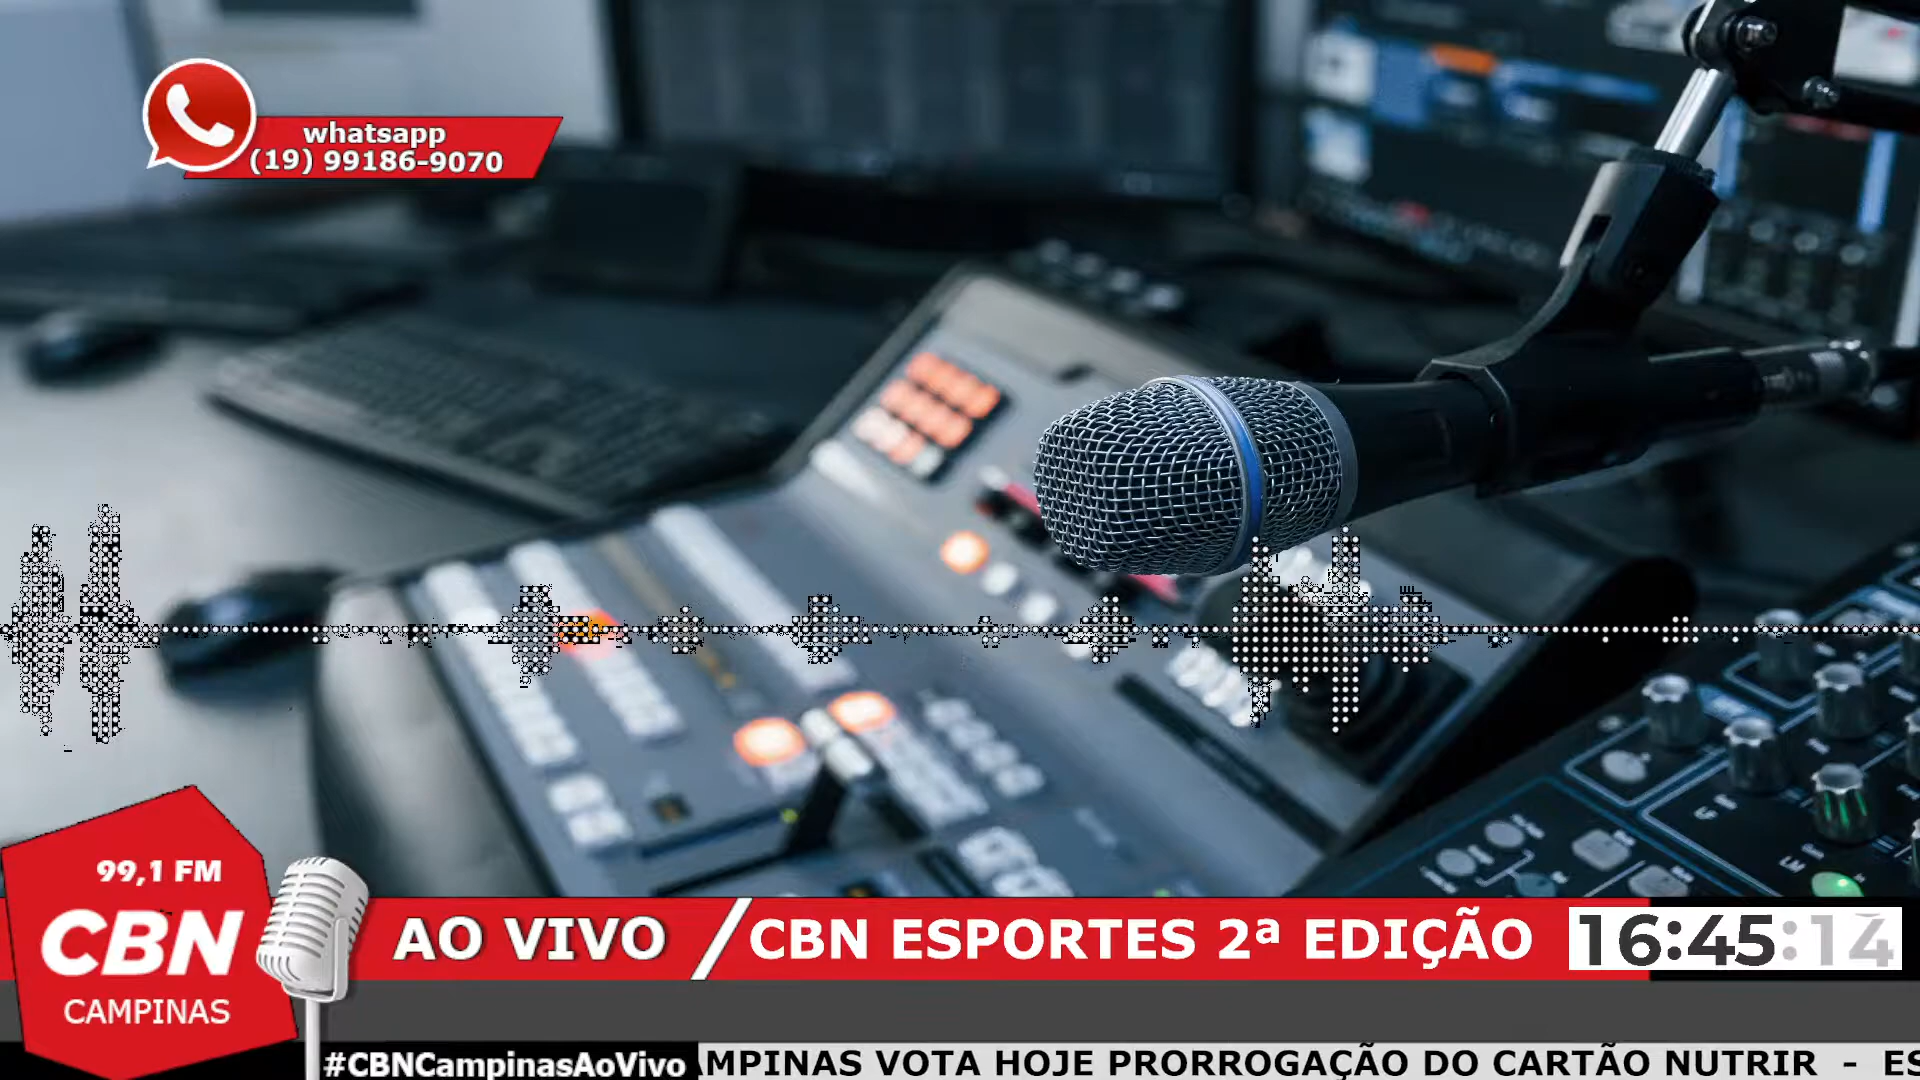 whatsapp
(19) 99186-9070
99,1 FM
CBN
CAMPINAS
AO VIVO
CBN ESPORTES 2ª EDIÇÃO
16:45:14
#CBNCampinasAoVivo
VOTA HOJE PRORROGAÇÃO DO CARTÃO NUTRIR -